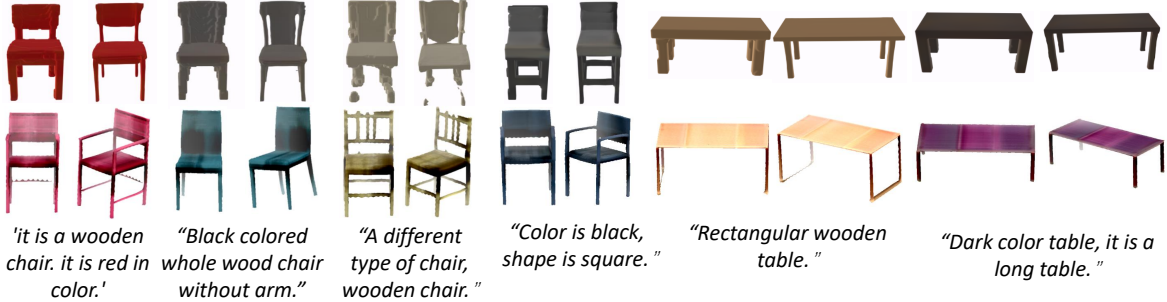 'it is a wooden
chair. it is red in
color.'
“Black colored
whole wood chair
without arm.”
“A different
type of chair,
wooden chair. ”
“Color is black,
shape is square. ”
“Rectangular wooden
table. ”
“Dark color table, it is a
long table. ”